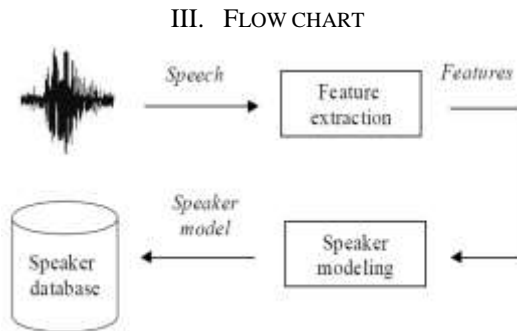 III. FLOW CHART
Speech
Features
Feature
extraction
Speaker
model
Speaker
database
Speaker
modeling